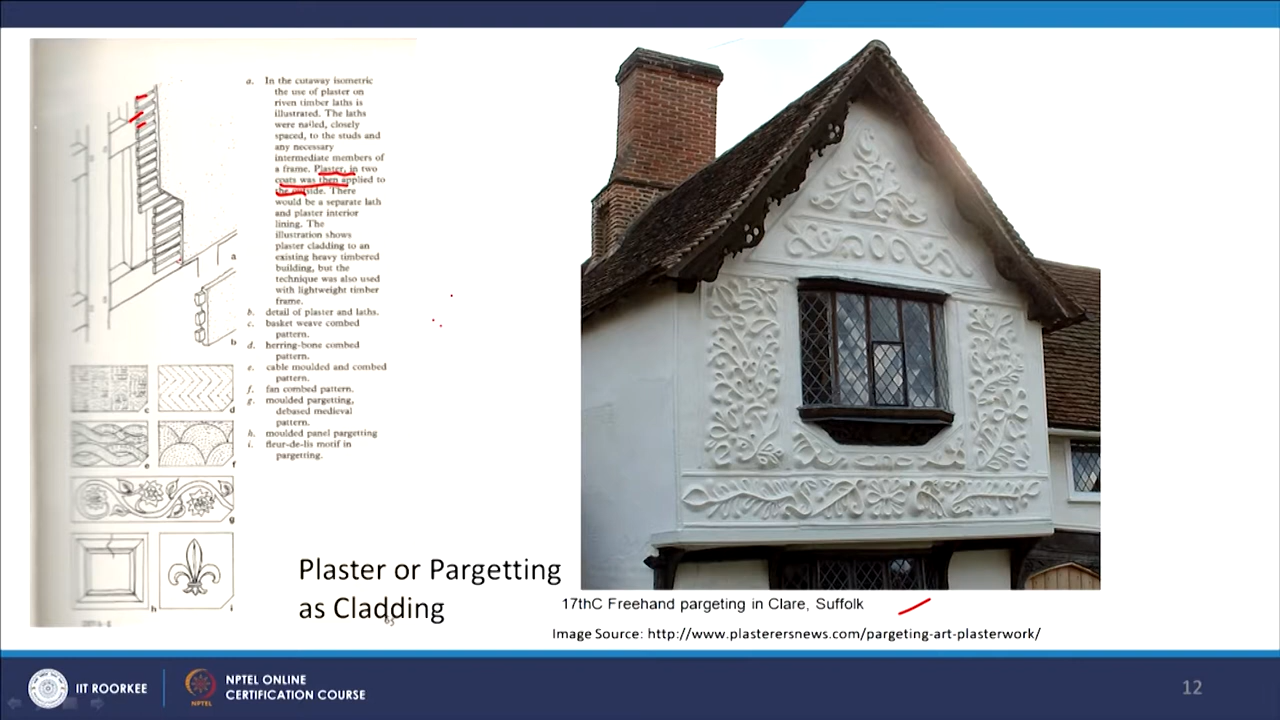 a. In the cutaway isometric
the use of plaster on
riven timber laths is
illustrated. The laths
were nailed, closely
spaced, to the studs and
any necessary
intermediate members of
a frame. Plaster, in two
coats was then applied to
the outside. There
would be a separate lath
and plaster interior
lining. The
illustration shows
plaster cladding to an
existing heavy timbered
building, but the
technique was also used
with lightweight timber
frame.
b. detail of plaster and laths.
c. basket weave combed
pattern.
d. herring-bone combed
pattern.
e. cable moulded and combed
pattern.
f. fan combed pattern.
g. moulded pargetting,
debased medieval
pattern.
h. moulded panel pargetting
i. fleur-de-lis motif in
pargetting.
a
b
c
d
e
f
g
h
i
Plaster or Pargetting
as Cladding
17thC Freehand pargeting in Clare, Suffolk
Image Source: http://www.plasterersnews.com/pargeting-art-plasterwork/
IIT ROORKEE
NPTEL
NPTEL ONLINE
CERTIFICATION COURSE
12